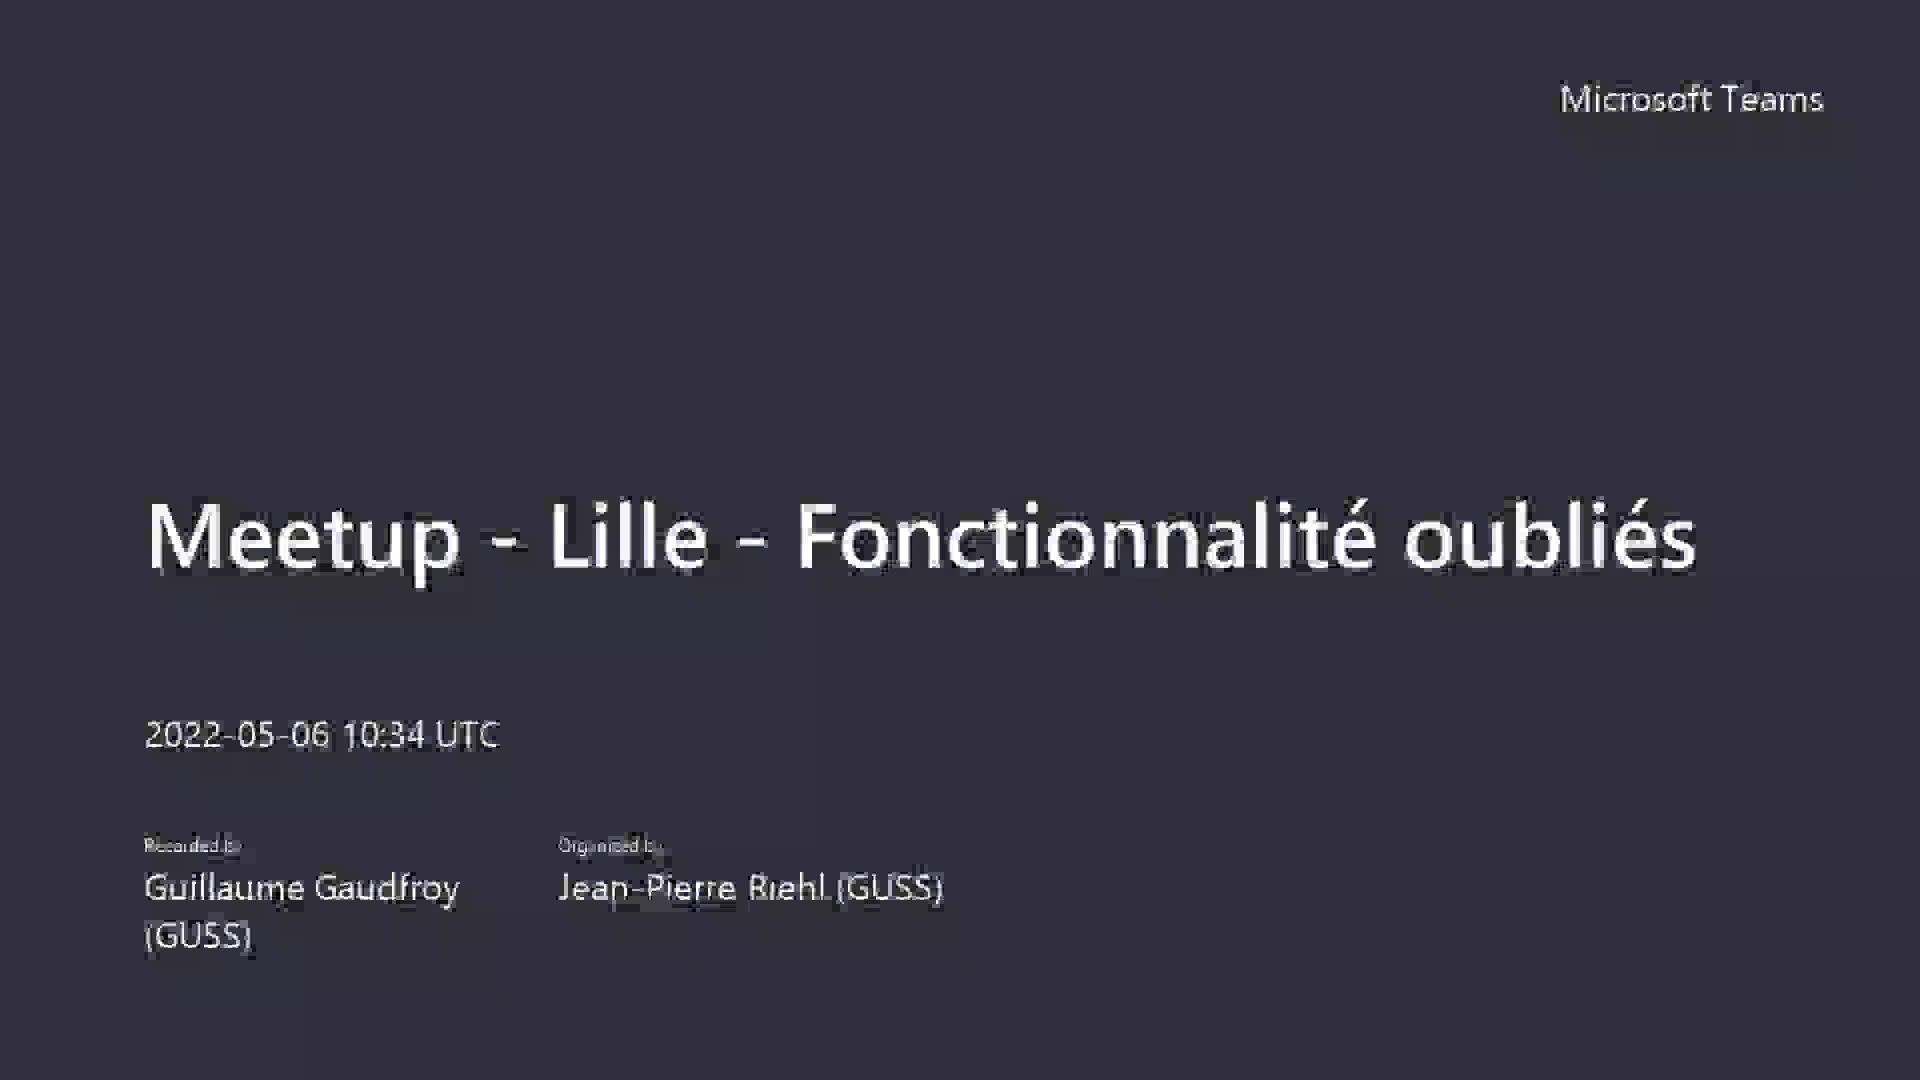 Microsoft Teams
Meetup - Lille - Fonctionnalité oubliés
2022-05-06 10:34 UTC
Recorded by
Organized by
Guillaume Gaudfroy
(GUSS)
Jean-Pierre Riehl (GUSS)